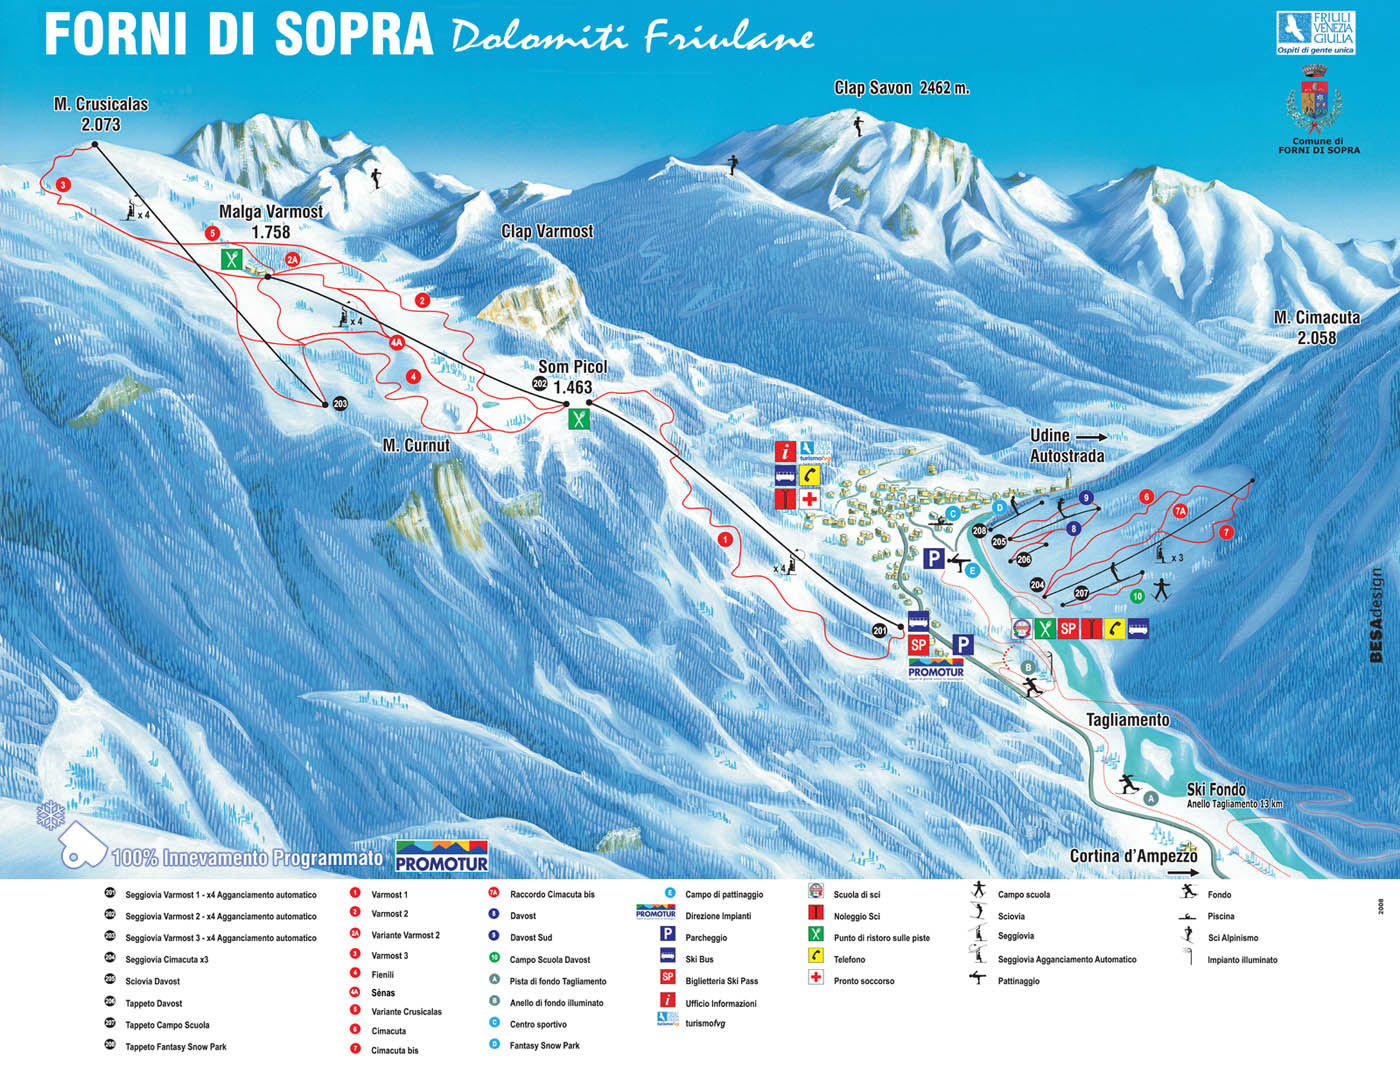 FORNI DI SOPRA Dolomiti Friulane
FRIULI
VENEZIA
GIULIA
Ospiti di gente unica
Comune di
FORNI DI SOPRA
M. Crusicalas
2.073
Clap Savon 2462 m.
3
x 4
Malga Varmost
1.758
5
2A
Clap Varmost
2
x 4
4A
4
M. Cimacuta
2.058
Som Picol
1.463
202
203
M. Curnut
Udine
Autostrada
i
turismofvg
1
x 4
201
SP
P
PROMOTUR
C
D
E
P
208
205
206
9
8
6
7A
7
x 3
204
207
10
SP
B
BESAdesign
Tagliamento
A
Ski Fondo
Anello Tagliamento 13 km
Cortina d'Ampezzo
100% Innevamento Programmato
PROMOTUR
201 Seggiovia Varmost 1 - x4 Agganciamento automatico
202 Seggiovia Varmost 2 - x4 Agganciamento automatico
203 Seggiovia Varmost 3 - x4 Agganciamento automatico
204 Seggiovia Cimacuta x3
205 Sciovia Davost
206 Tappeto Davost
207 Tappeto Campo Scuola
208 Tappeto Fantasy Snow Park
1 Varmost 1
2 Varmost 2
2A Variante Varmost 2
3 Varmost 3
4 Fienili
4A Sénas
5 Variante Crusicalas
6 Cimacuta
7 Cimacuta bis
7A Raccordo Cimacuta bis
8 Davost
9 Davost Sud
10 Campo Scuola Davost
A Pista di fondo Tagliamento
B Anello di fondo illuminato
C Centro sportivo
D Fantasy Snow Park
E Campo di pattinaggio
PROMOTUR Direzione Impianti
P Parcheggio
Ski Bus
SP Biglietteria Ski Pass
i Ufficio Informazioni
turismofvg
Scuola di sci
Noleggio Sci
Punto di ristoro sulle piste
Telefono
Pronto soccorso
Campo scuola
Sciovia
Seggiovia
Seggiovia Agganciamento Automatico
Pattinaggio
Fondo
Piscina
Sci Alpinismo
Impianto illuminato
2008